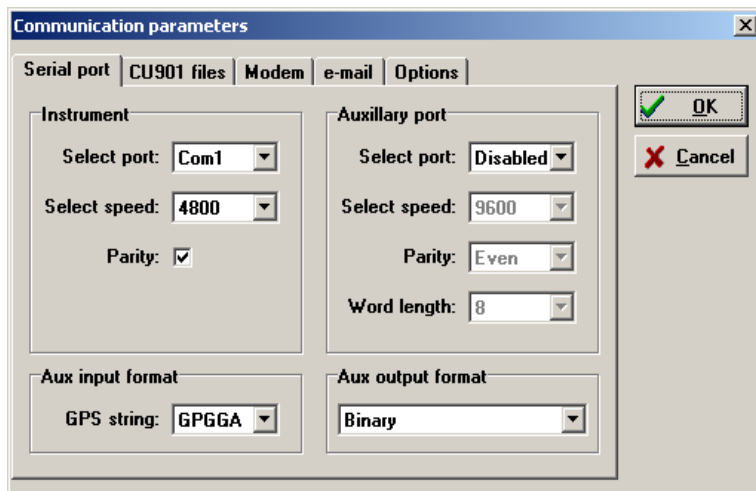 Communication parameters
Serial port CU901 files Modem e-mail Options
Instrument
Select port: Com1
Select speed: 4800
Parity:
Auxillary port
Select port: Disabled
Select speed: 9600
Parity: Even
Word length: 8
Aux input format
GPS string: GPGGA
Aux output format
Binary
OK
Cancel